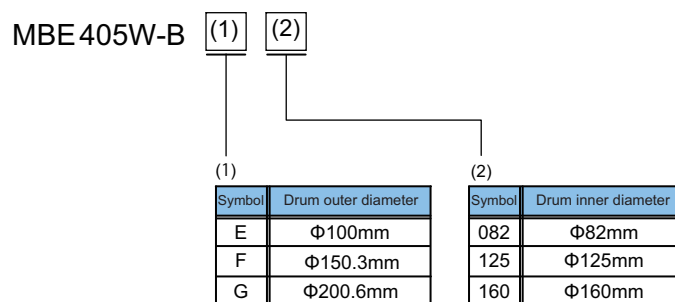 MBE405W-B (1) (2)
(1) (2)
Symbol Drum outer diameter Symbol Drum inner diameter
E Φ100mm 082 Φ82mm
F Φ150.3mm 125 Φ125mm
G Φ200.6mm 160 Φ160mm